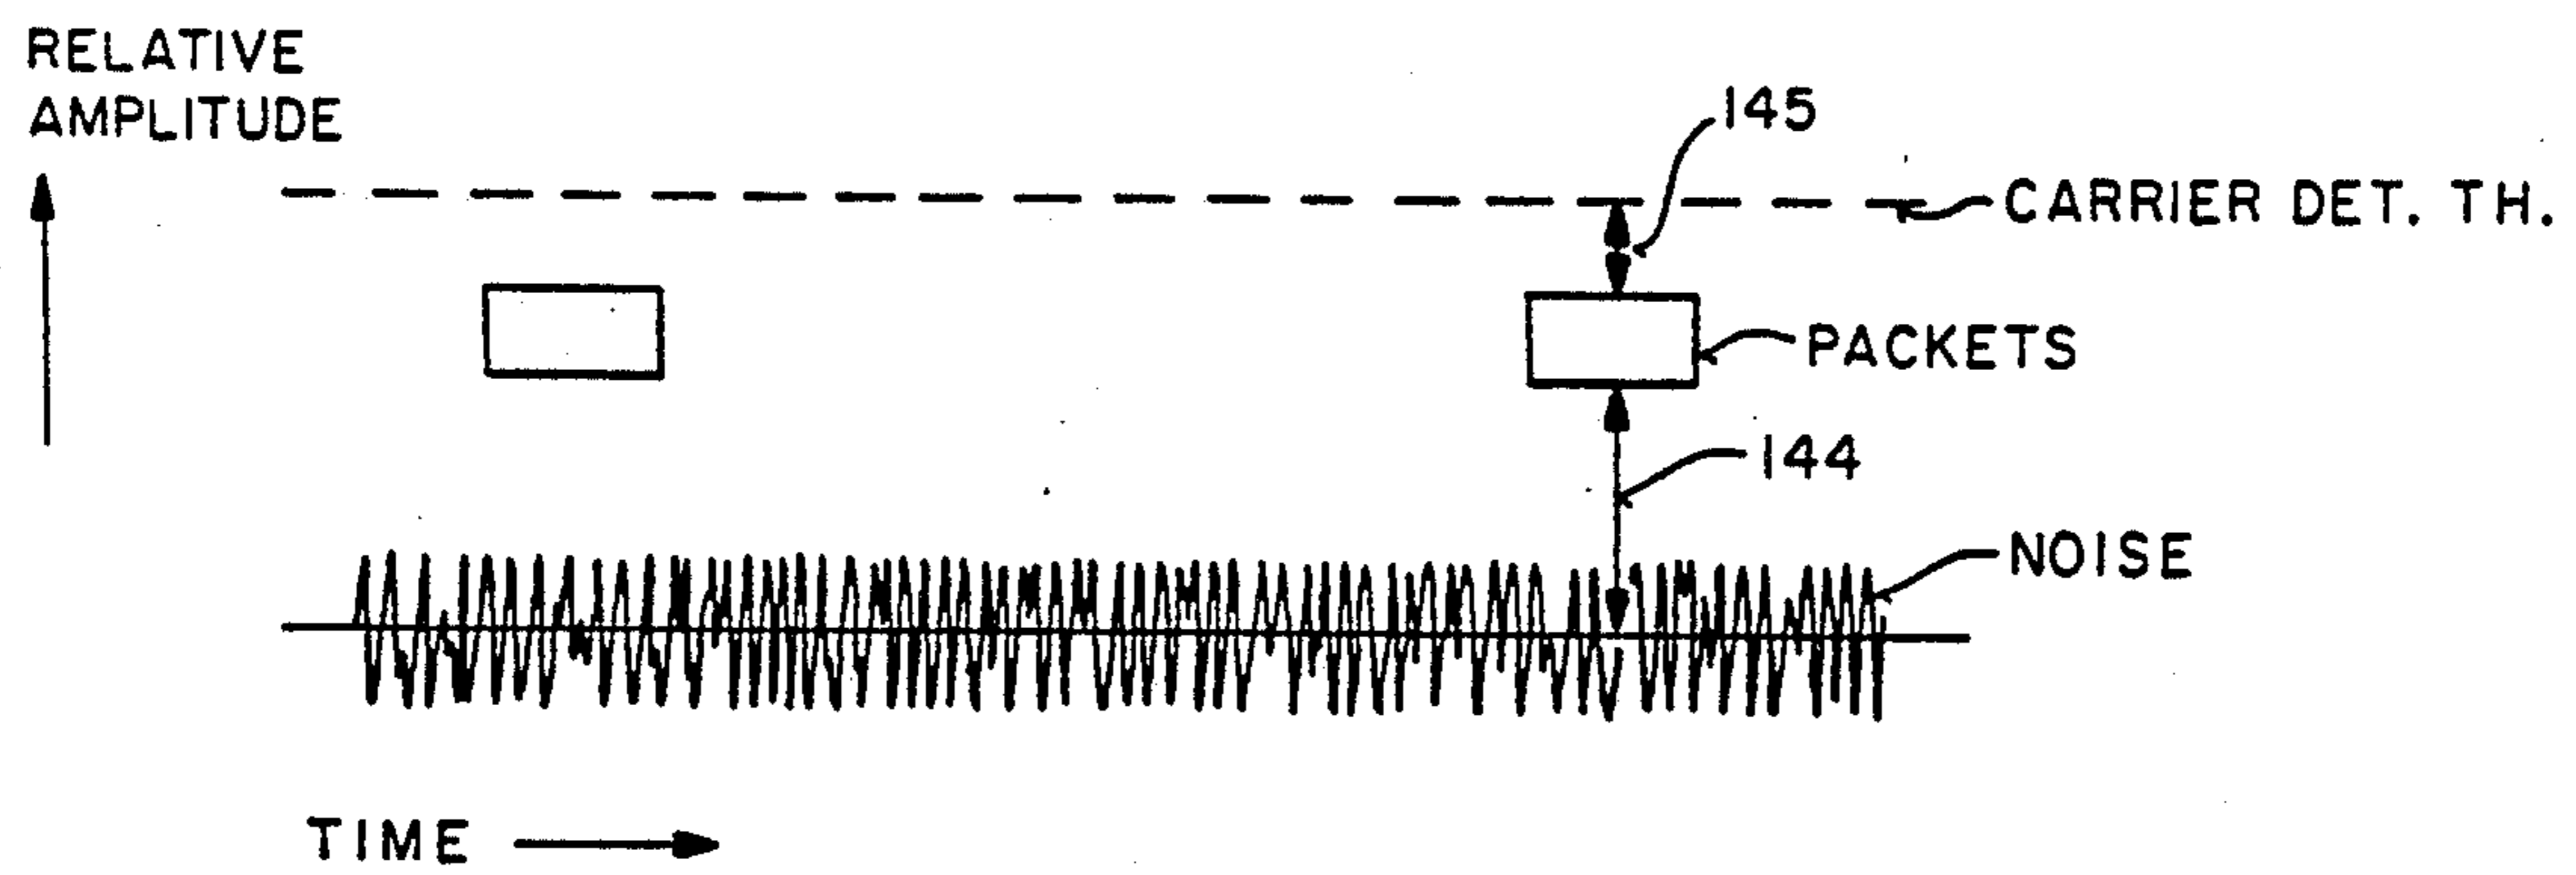 RELATIVE
AMPLITUDE
145
CARRIER DET. TH.
PACKETS
144
NOISE
TIME